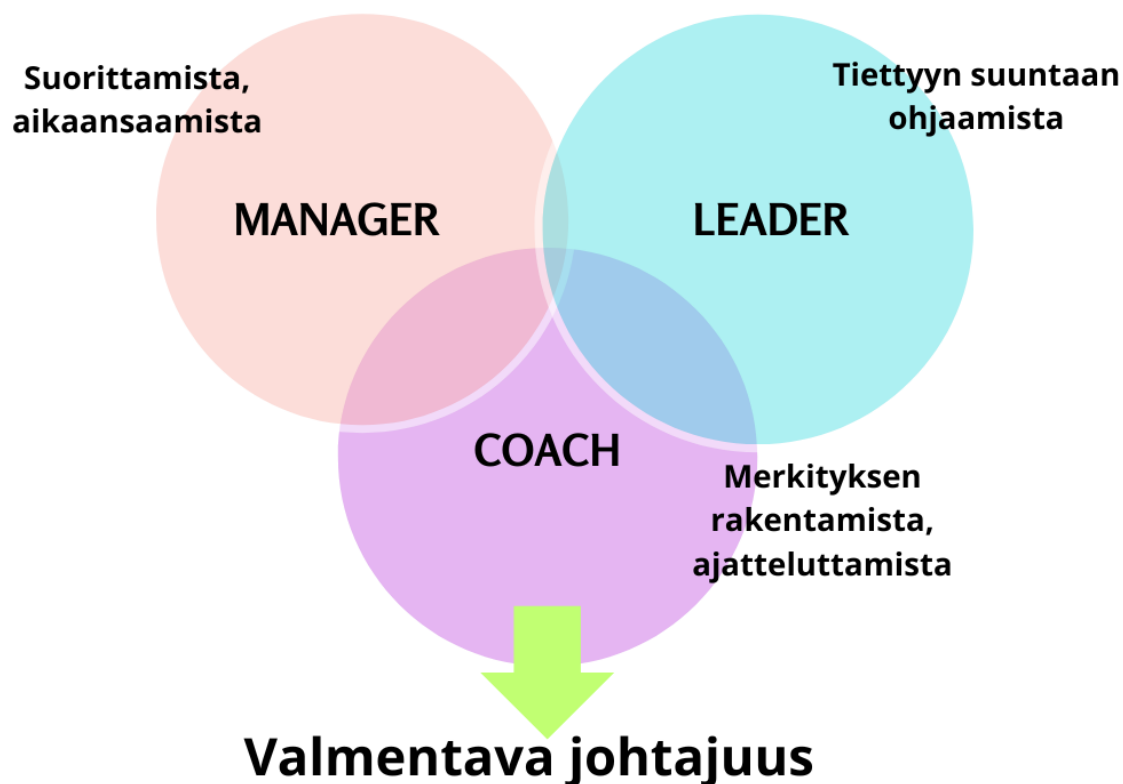 Suorittamista,
aikaansaamista
Tiettyyn suuntaan
ohjaamista
MANAGER
LEADER
COACH
Merkityksen
rakentamista,
ajatteluttamista
Valmentava johtajuus